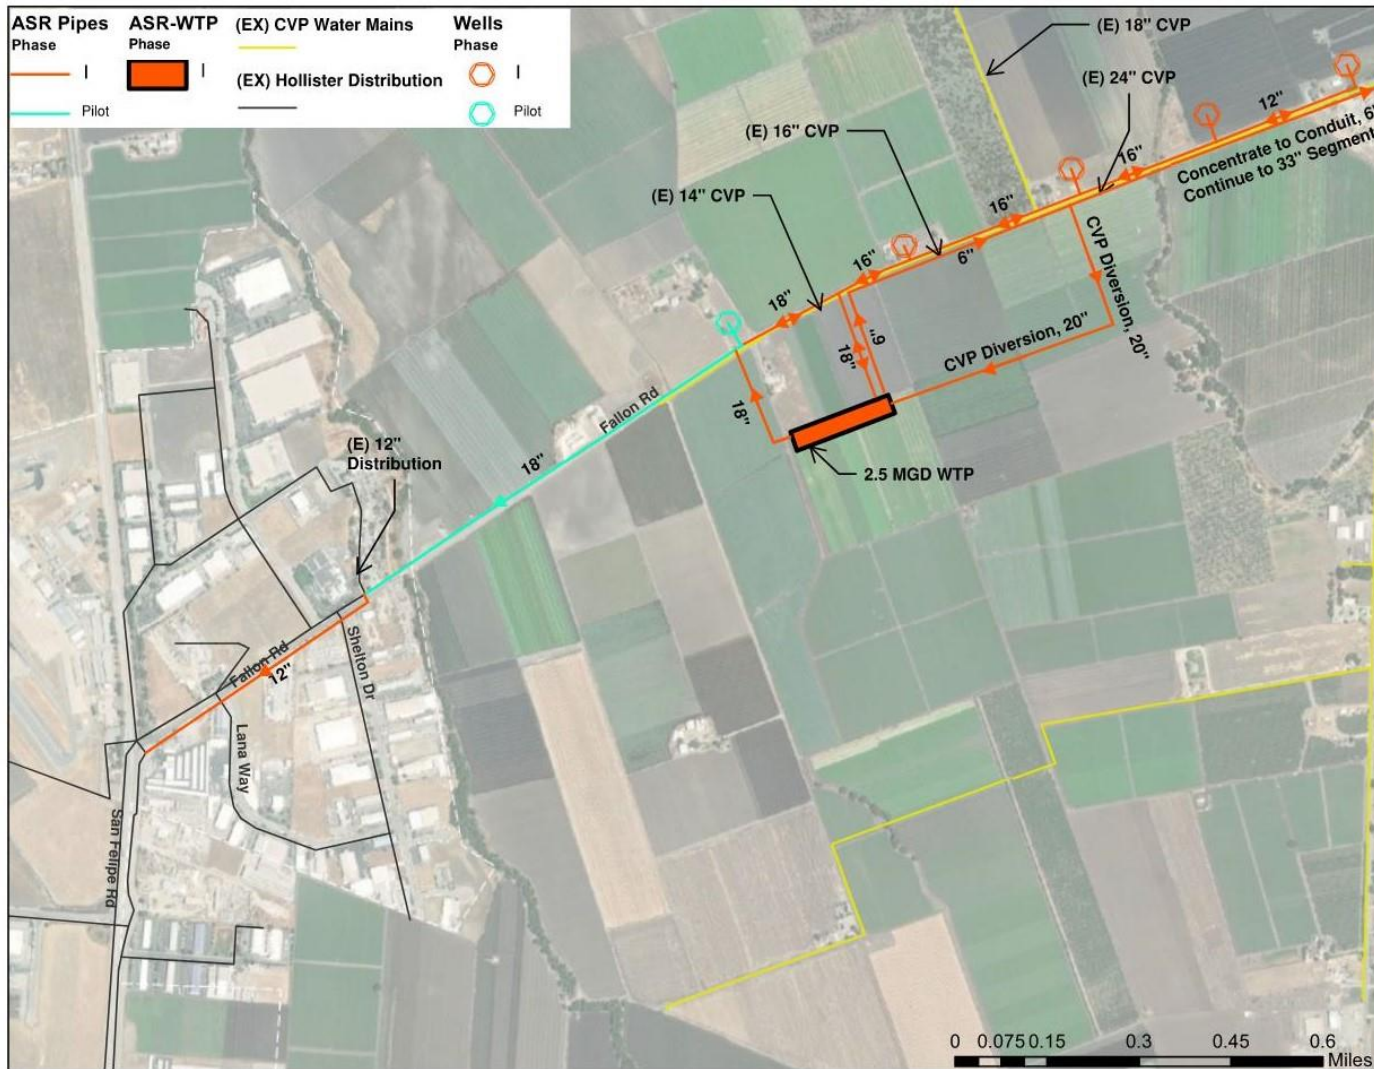 ASR Pipes
Phase
I
Pilot
ASR-WTP
Phase
I
(EX) CVP Water Mains
(EX) Hollister Distribution
Wells
Phase
I
Pilot
(E) 18" CVP
(E) 24" CVP
(E) 16" CVP
(E) 14" CVP
12"
16"
Concentrate to Conduit, 6"
Continue to 33" Segment
16"
6"
16"
18"
CVP Diversion, 20"
CVP Diversion, 20"
6"
18"
18"
2.5 MGD WTP
Fallon Rd
18"
(E) 12"
Distribution
Fallon Rd
12"
Shelton Dr
Lana Way
San Felipe Rd
0 0.075 0.15 0.3 0.45 0.6
Miles